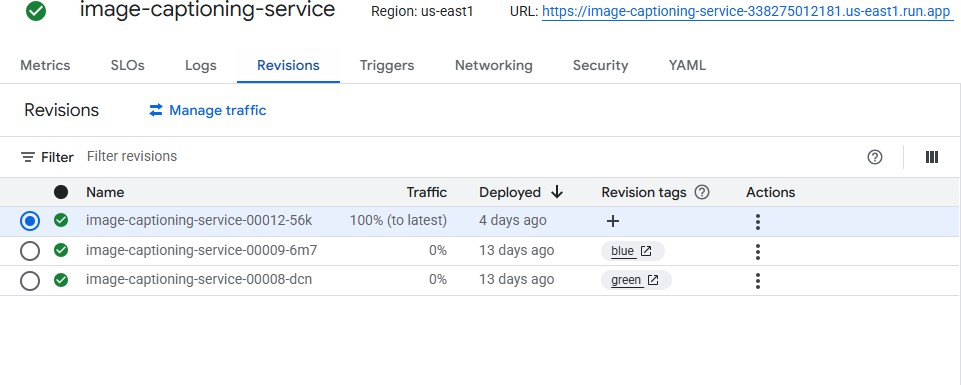 image-captioning-service Region: us-east1 URL: https://image-captioning-service-338275012181.us-east1.run.app
Metrics SLOs Logs Revisions Triggers Networking Security YAML
Revisions Manage traffic
Filter Filter revisions
Name Traffic Deployed Revision tags Actions
image-captioning-service-00012-56k 100% (to latest) 4 days ago
image-captioning-service-00009-6m7 0% 13 days ago blue
image-captioning-service-00008-dcn 0% 13 days ago green